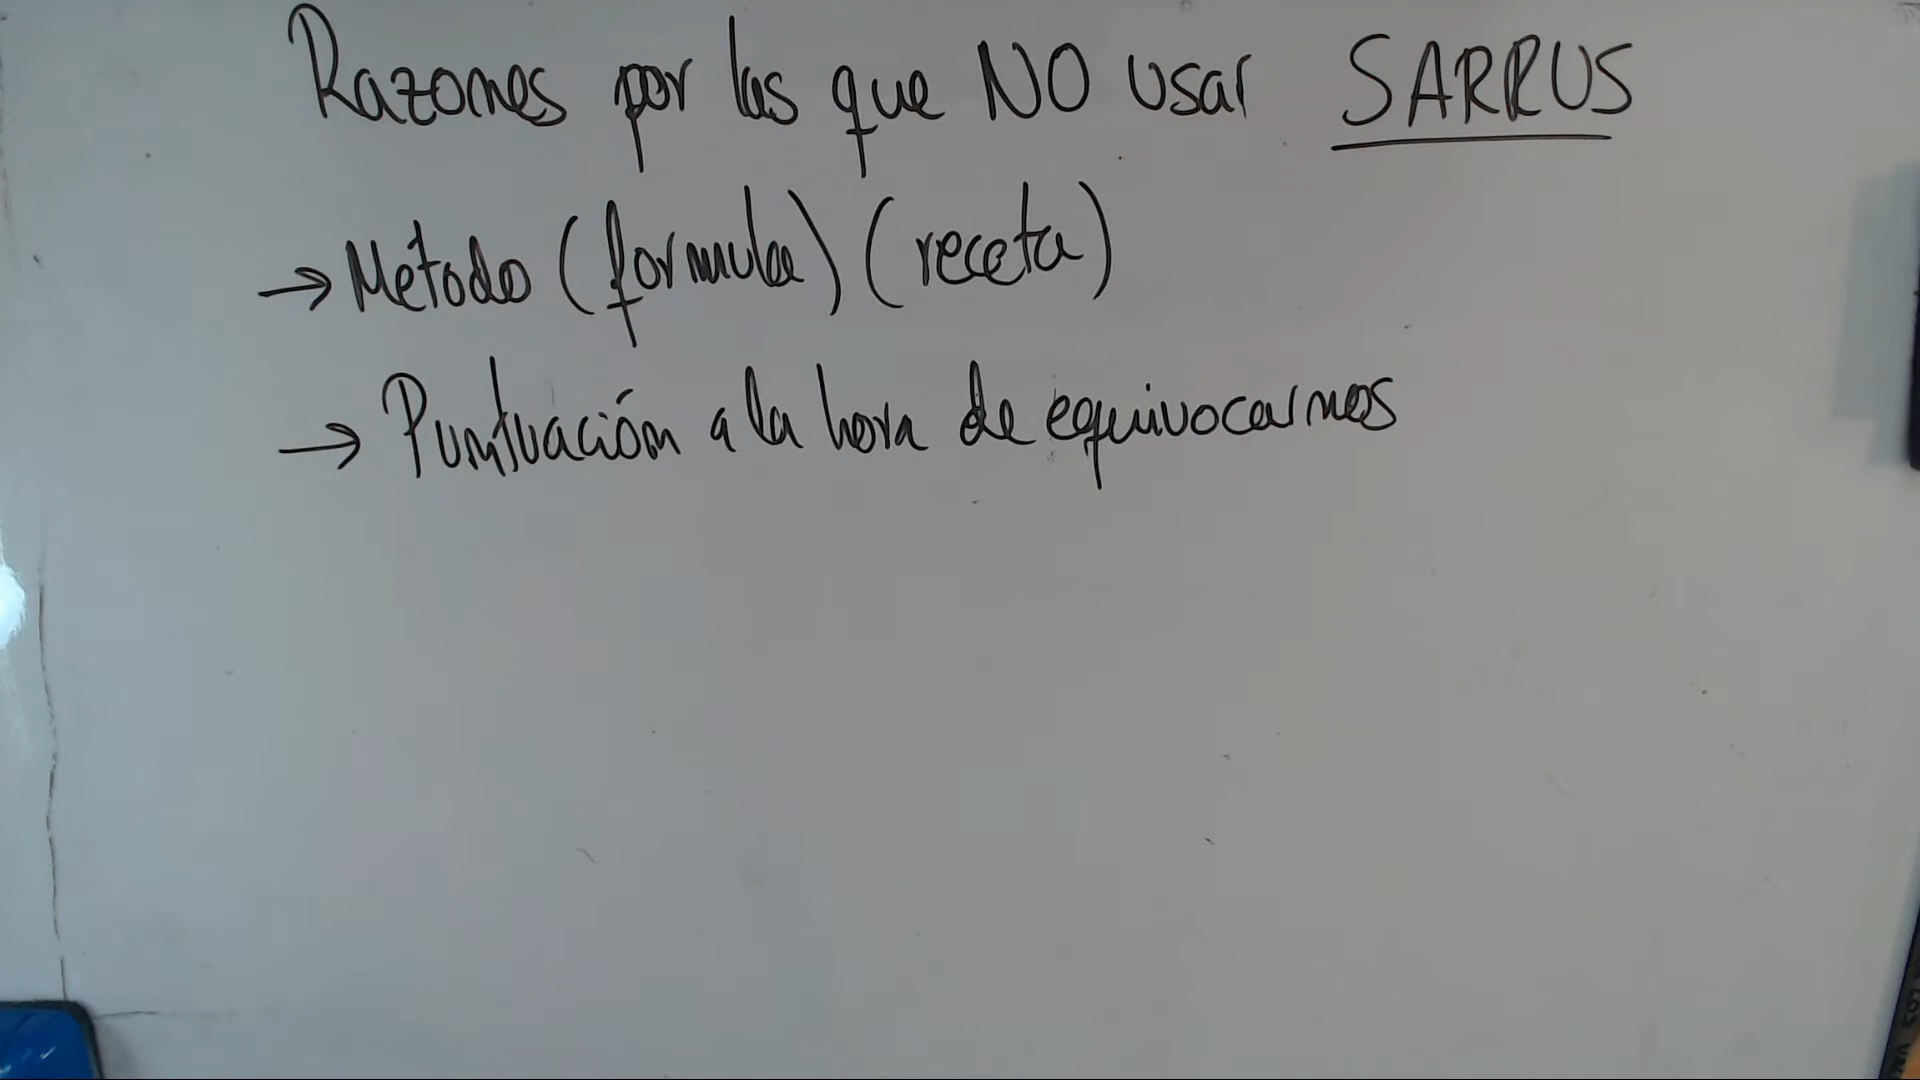 Razones por las que NO usar SARRUS
→ Método (formula) (receta)
→ Puntuación a la hora de equivocarnos